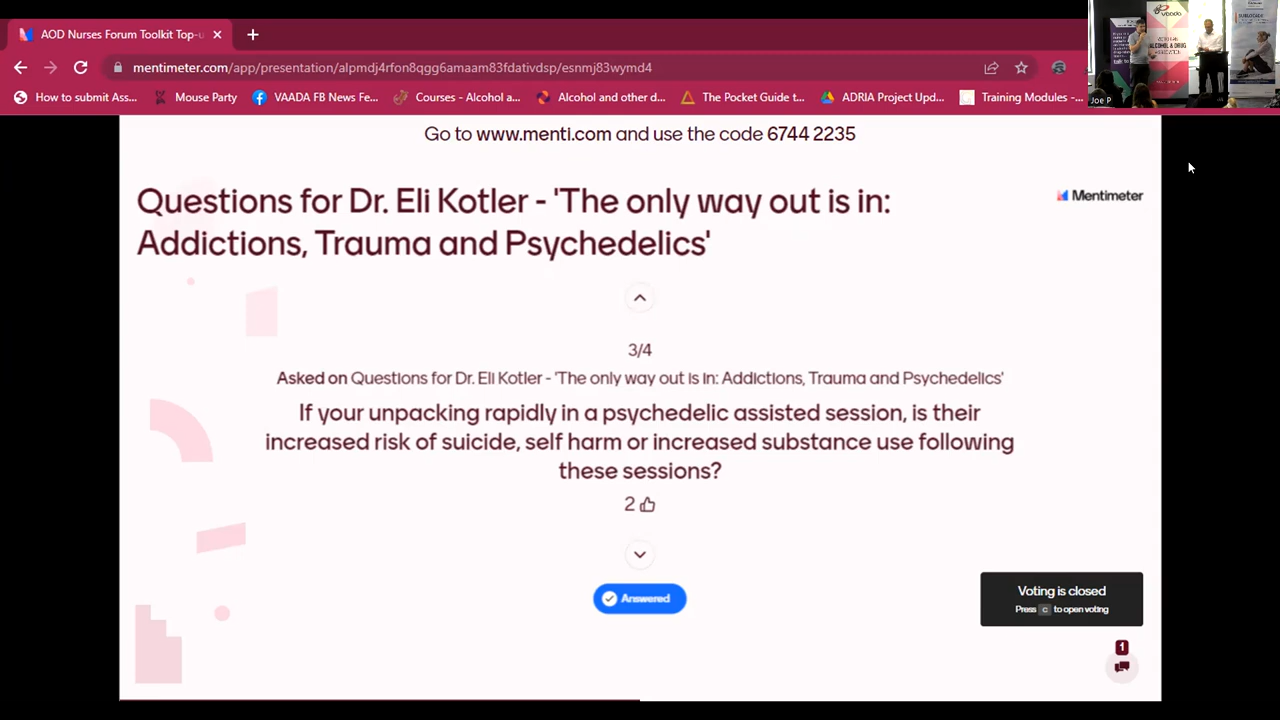 AOD Nurses Forum Toolkit Top-u
mentimeter.com/app/presentation/alpmdj4rfon8qgg6amaam83fdativdsp/esnmj83wymd4
How to submit Ass...
Mouse Party
VAADA FB News Fe...
Courses - Alcohol a...
Alcohol and other d...
The Pocket Guide t...
ADRIA Project Upd...
Training Modules -...
vaada
ALCOHOL & DRUG
Joe P
Go to www.menti.com and use the code 6744 2235
Questions for Dr. Eli Kotler - 'The only way out is in:
Addictions, Trauma and Psychedelics'
Mentimeter
3/4
Asked on Questions for Dr. Eli Kotler - 'The only way out is in: Addictions, Trauma and Psychedelics'
If your unpacking rapidly in a psychedelic assisted session, is their
increased risk of suicide, self harm or increased substance use following
these sessions?
2
Answered
Voting is closed
Press c to open voting
1